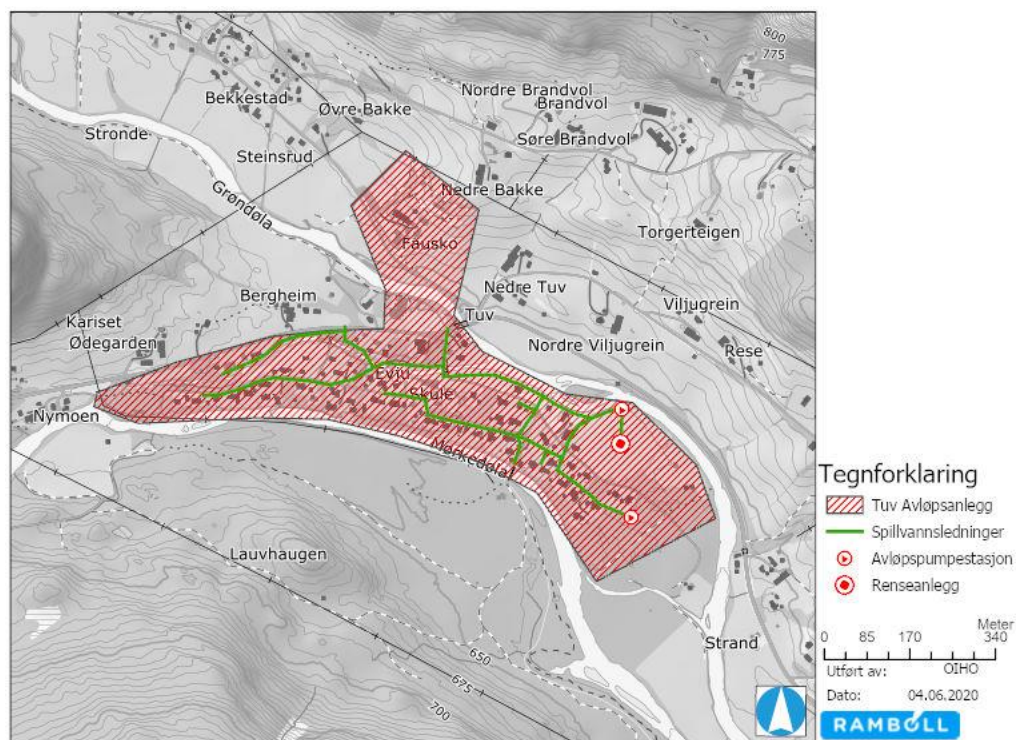 800
775
Nordre Brandvol
Brandvol
Bekkestad
Øvre Bakke
Stronde
Søre Brandvol
Steinsrud
Nedre Bakke
Grøndøla
Torgerteigen
Fausko
Nedre Tuv
Bergheim
Viljugrein
Tuv
Kariset
Ødegarden
Nordre Viljugrein
Rese
Evju
Skule
Nymoen
Mørkedøla
Lauvhaugen
Strand
650
675
700
Tegnforklaring
Tuv Avløpsanlegg
Spillvannsledninger
Avløpspumpestasjon
Renseanlegg
Meter
0 85 170 340
Utført av: OIHO
Dato: 04.06.2020
RAMBOLL